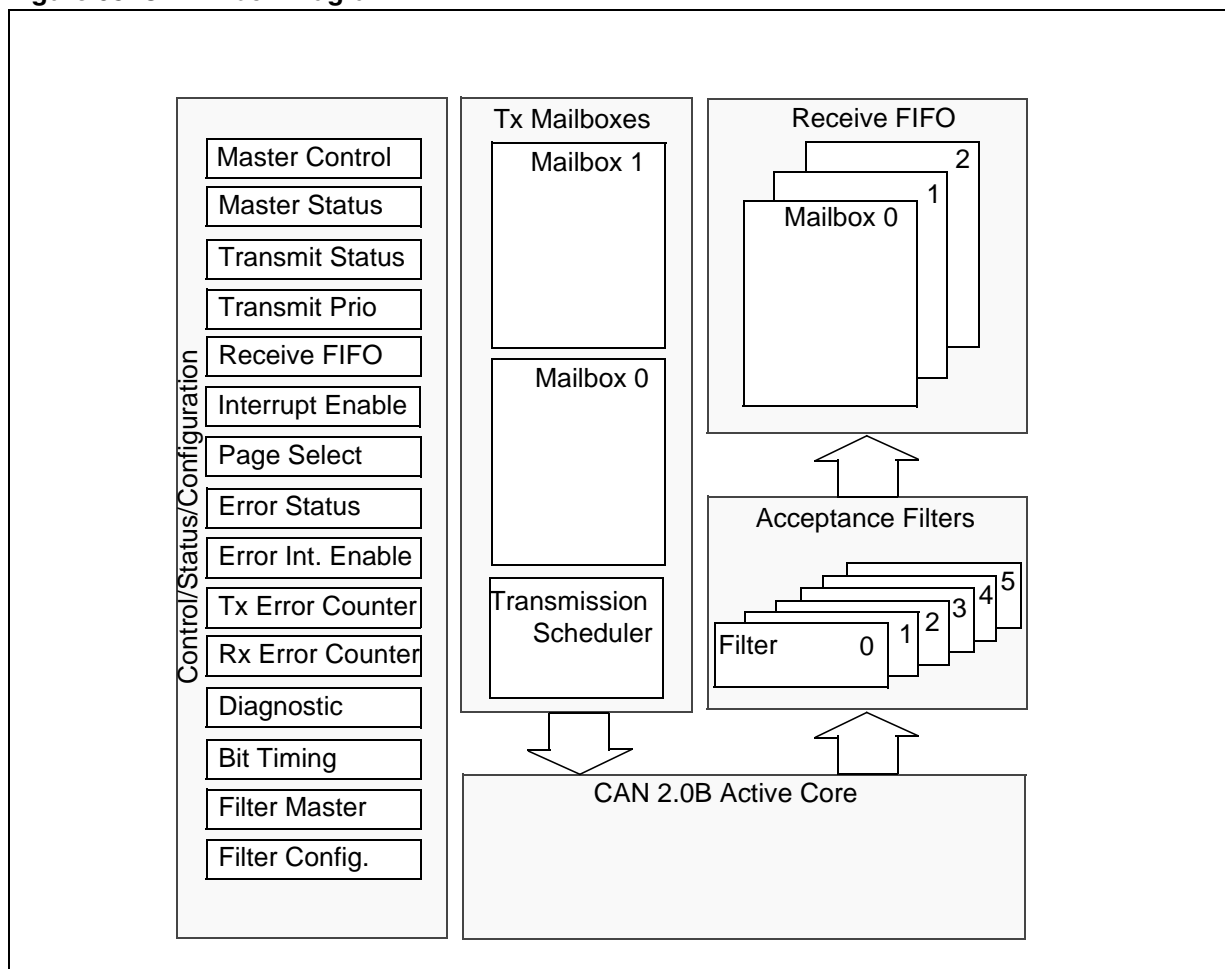 Control/Status/Configuration
Master Control
Master Status
Transmit Status
Transmit Prio
Receive FIFO
Interrupt Enable
Page Select
Error Status
Error Int. Enable
Tx Error Counter
Rx Error Counter
Diagnostic
Bit Timing
Filter Master
Filter Config.
Tx Mailboxes
Mailbox 1
Mailbox 0
Transmission
Scheduler
Receive FIFO
2
1
Mailbox 0
Acceptance Filters
5
4
3
2
1
Filter 0
CAN 2.0B Active Core